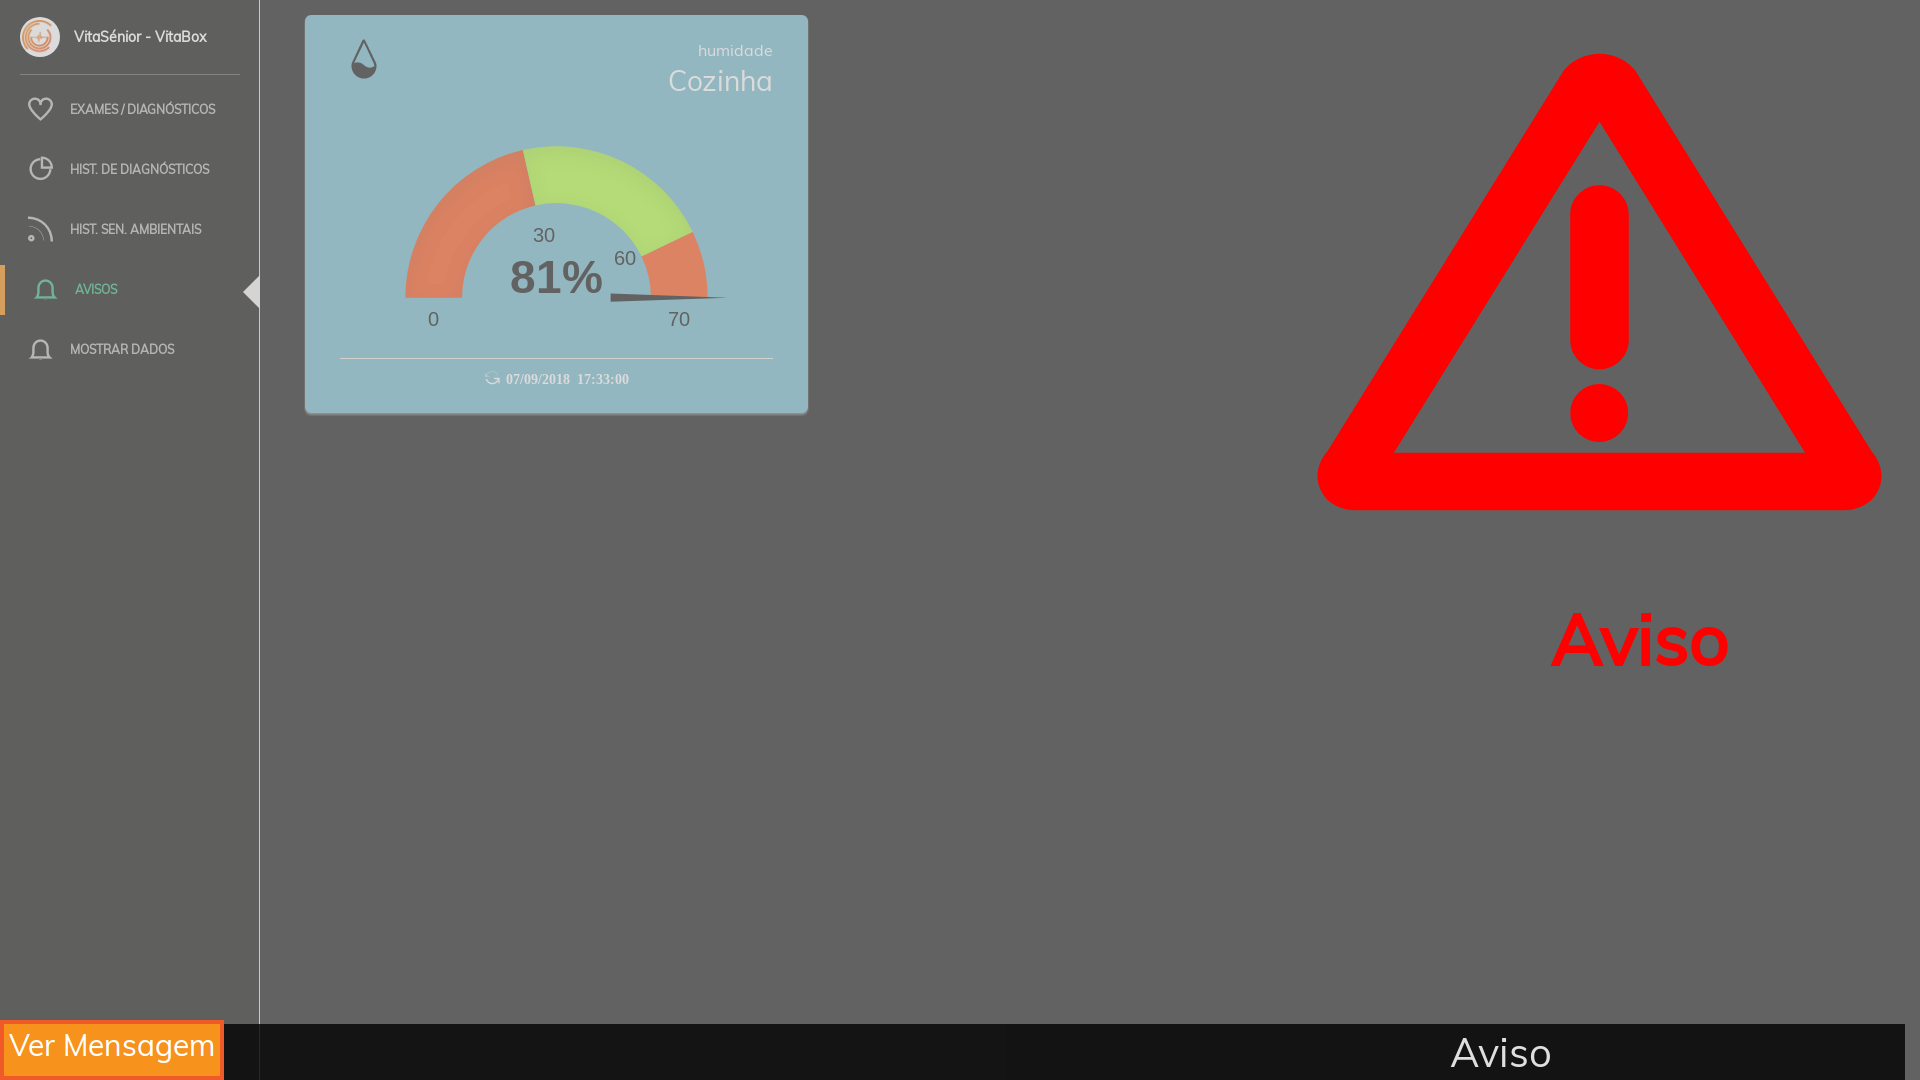 VitaSénior - VitaBox
EXAMES / DIAGNÓSTICOS
HIST. DE DIAGNÓSTICOS
HIST. SEN. AMBIENTAIS
AVISOS
MOSTRAR DADOS
humidade
Cozinha
30
60
81%
0
70
07/09/2018 17:33:00
Aviso
Ver Mensagem
Aviso